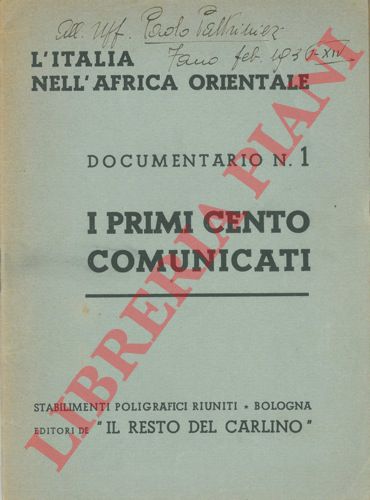 All. Uff. Paolo
Fano feb. 1936-XIV
L'ITALIA
NELL'AFRICA ORIENTALE
DOCUMENTARIO N. 1
I PRIMI CENTO
COMUNICATI
STABILIMENTI POLIGRAFICI RIUNITI ★ BOLOGNA
EDITORI DE "IL RESTO DEL CARLINO"
LIBRERIA PIANI